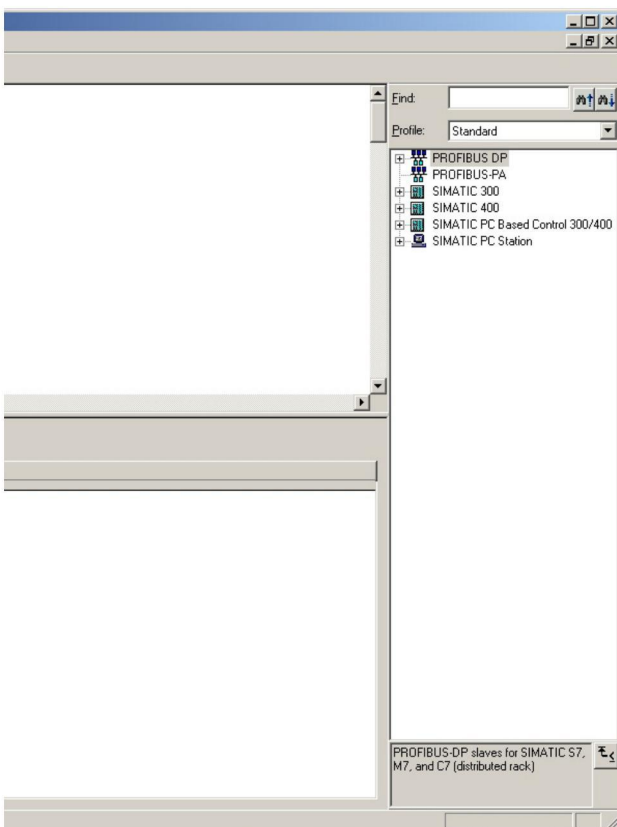 Find:
Profile: Standard
PROFIBUS DP
PROFIBUS-PA
SIMATIC 300
SIMATIC 400
SIMATIC PC Based Control 300/400
SIMATIC PC Station
PROFIBUS-DP slaves for SIMATIC S7,
M7, and C7 (distributed rack)